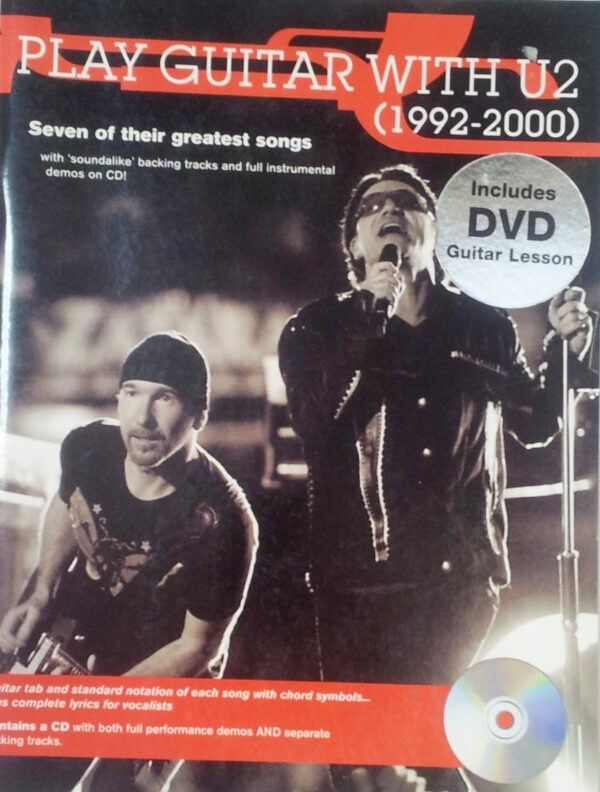 PLAY GUITAR WITH U2
(1992-2000)
Seven of their greatest songs
with 'soundalike' backing tracks and full instrumental
demos on CD!
Includes
DVD
Guitar Lesson
tab and standard notation of each song with chord symbols...
complete lyrics for vocalists
a CD with both full performance demos AND separate
tracks.